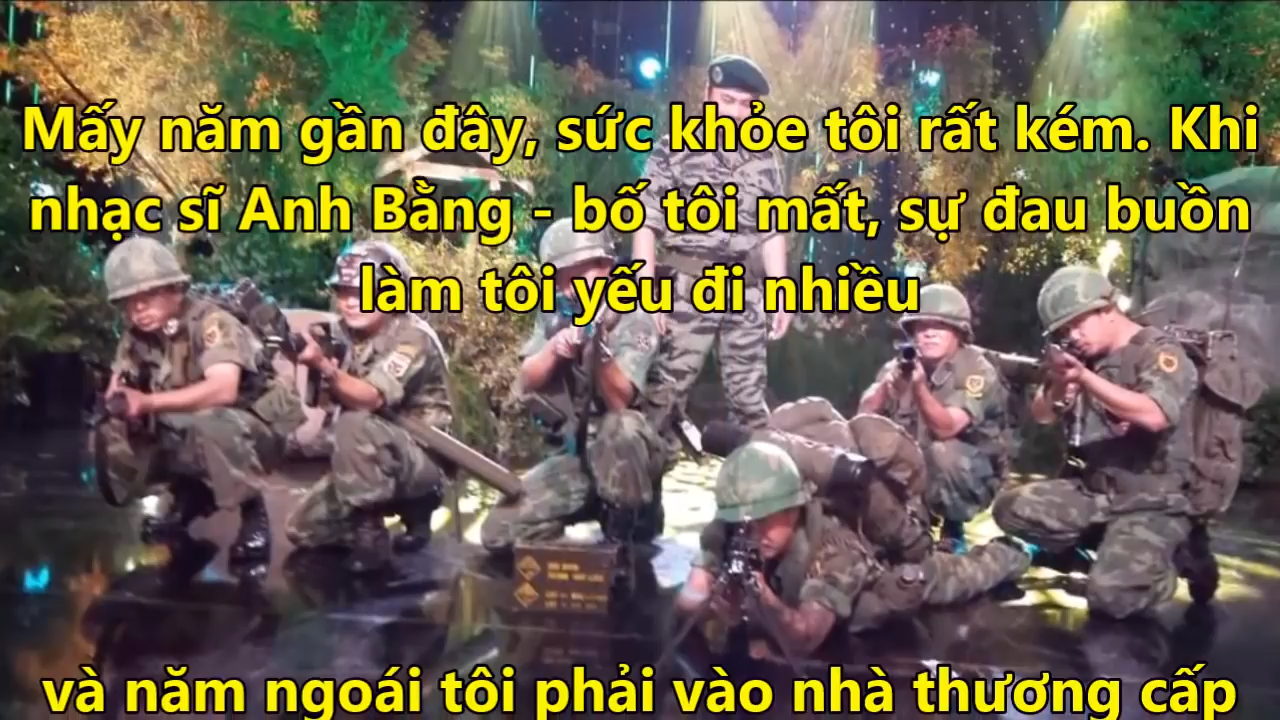 Mấy năm gần đây, sức khỏe tôi rất kém. Khi
nhạc sĩ Anh Bằng - bố tôi mất, sự đau buồn
làm tôi yếu đi nhiều
và năm ngoái tôi phải vào nhà thương cấp